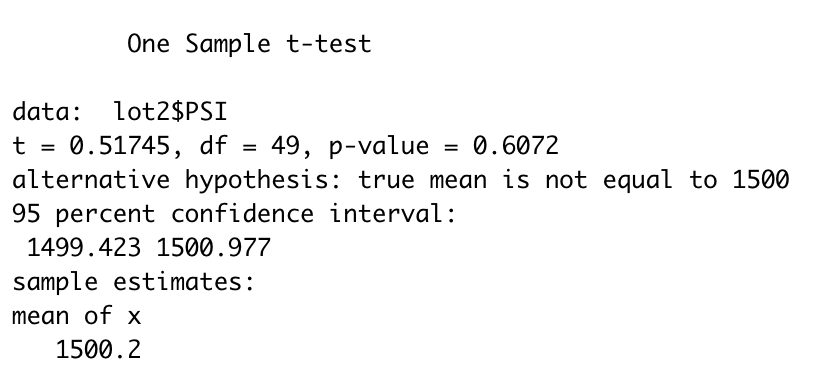 One Sample t-test
data:  lot2$PSI
t = 0.51745, df = 49, p-value = 0.6072
alternative hypothesis: true mean is not equal to 1500
95 percent confidence interval:
 1499.423 1500.977
sample estimates:
mean of x
   1500.2